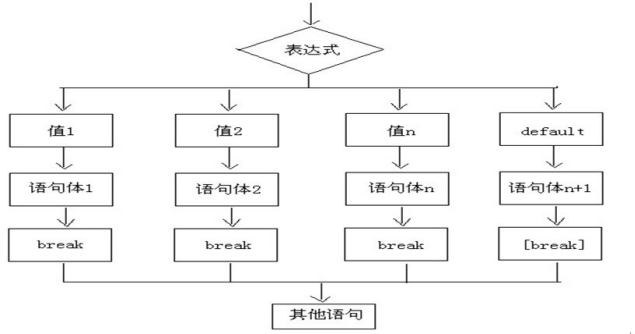 表达式
值1
值2
值n
default
语句体1
语句体2
语句体n
语句体n+1
break
break
break
[break]
其他语句